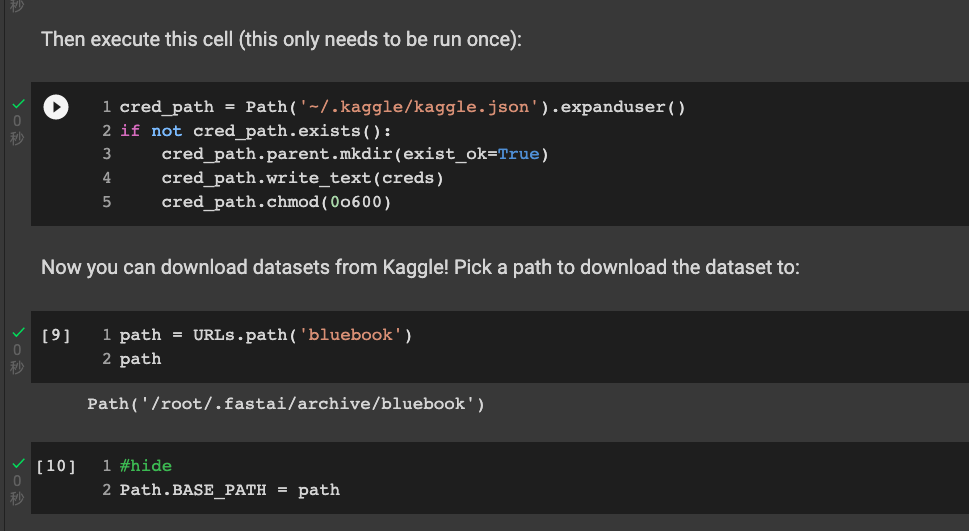 秒
Then execute this cell (this only needs to be run once):
0
秒
1 cred_path = Path('~/.kaggle/kaggle.json').expanduser()
2 if not cred_path.exists():
3     cred_path.parent.mkdir(exist_ok=True)
4     cred_path.write_text(creds)
5     cred_path.chmod(0o600)
Now you can download datasets from Kaggle! Pick a path to download the dataset to:
0
秒
[9] 1 path = URLs.path('bluebook')
2 path
Path('/root/.fastai/archive/bluebook')
0
秒
[10] 1 #hide
2 Path.BASE_PATH = path